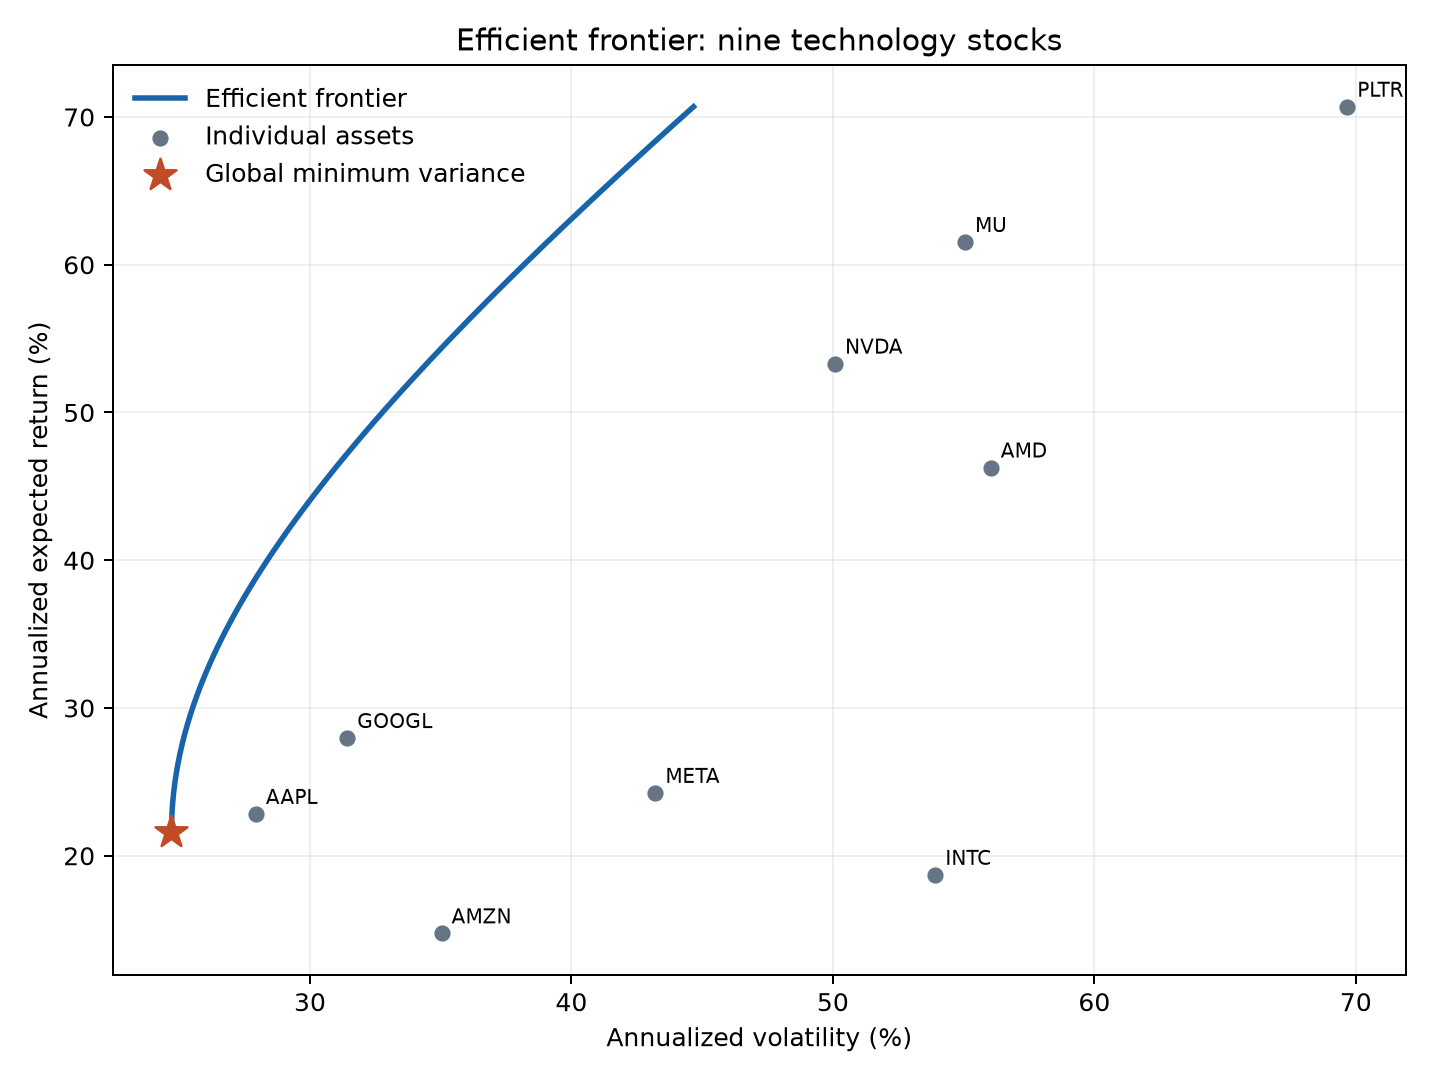 Efficient frontier: nine technology stocks
Efficient frontier
Individual assets
Global minimum variance
PLTR
MU
NVDA
AMD
GOOGL
META
AAPL
INTC
AMZN
70
60
50
40
30
20
Annualized expected return (%)
30 40 50 60 70
Annualized volatility (%)